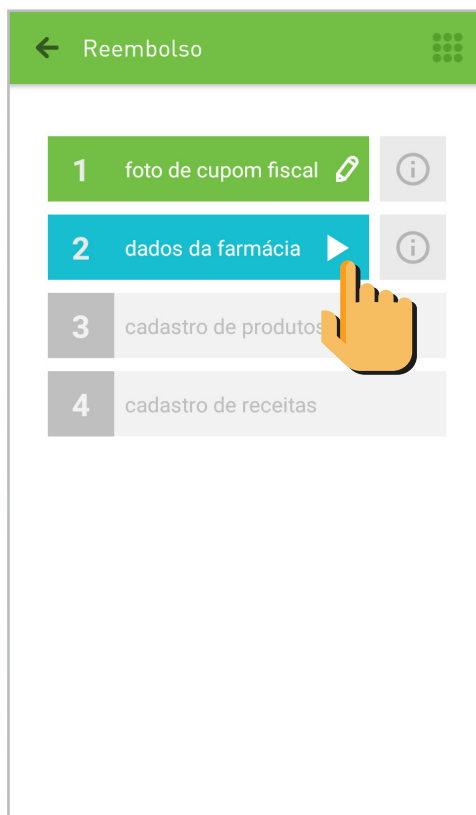 Reembolso
1 foto de cupom fiscal
2 dados da farmácia
3 cadastro de produtos
4 cadastro de receitas